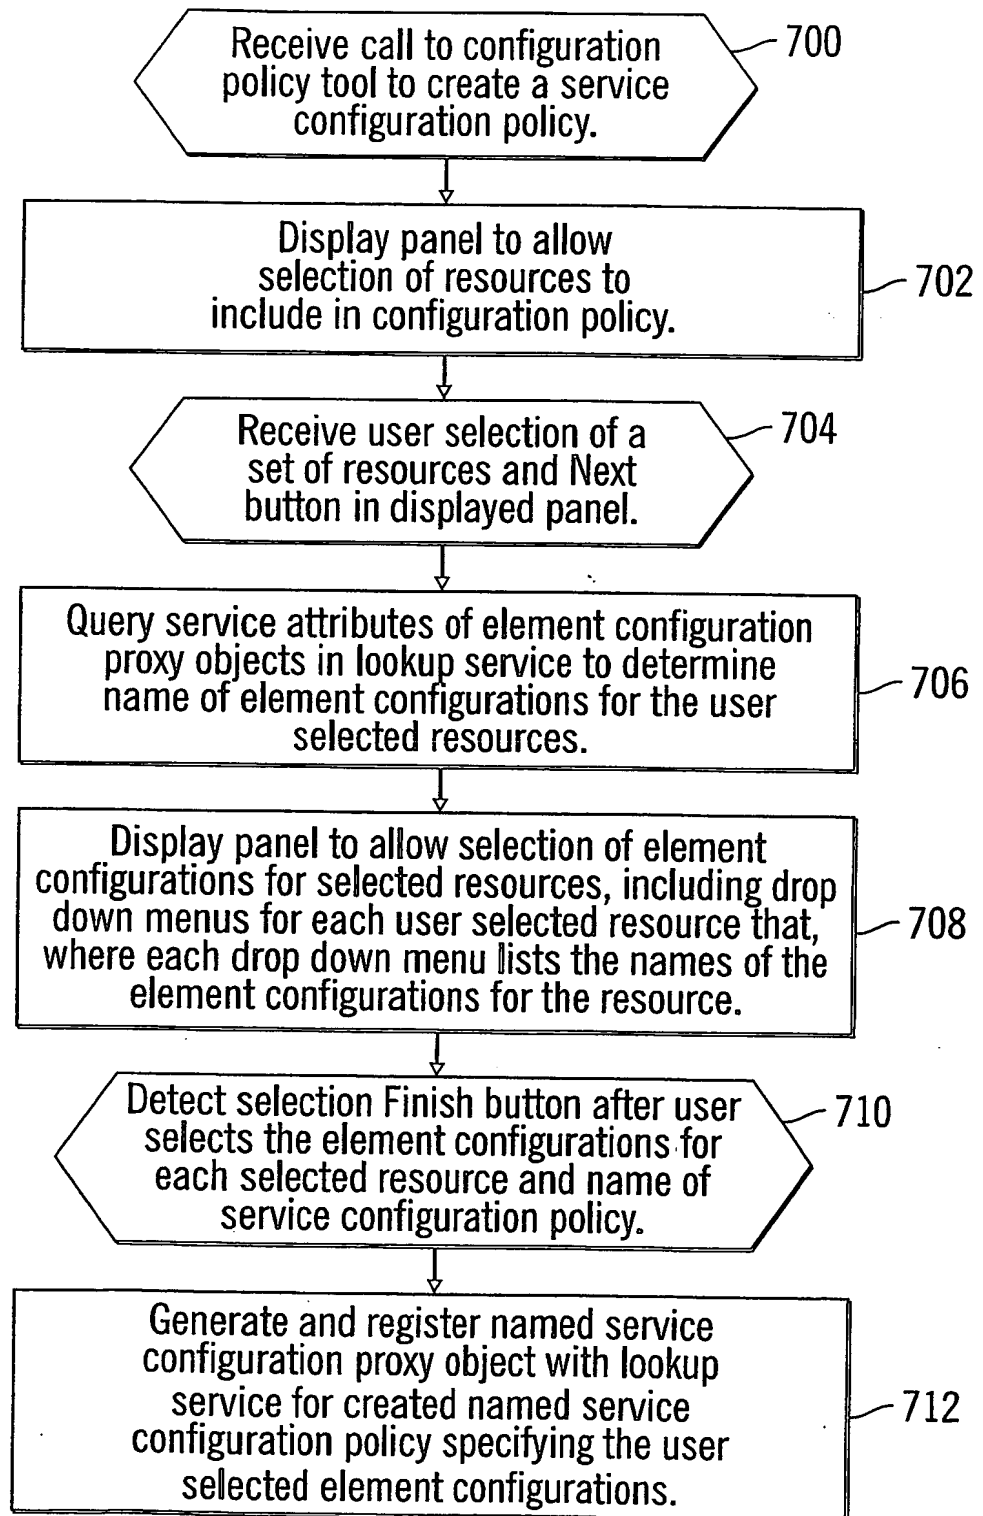 Receive call to configuration
policy tool to create a service
configuration policy.
700
Display panel to allow
selection of resources to
include in configuration policy.
702
Receive user selection of a
set of resources and Next
button in displayed panel.
704
Query service attributes of element configuration
proxy objects in lookup service to determine
name of element configurations for the user
selected resources.
706
Display panel to allow selection of element
configurations for selected resources, including drop
down menus for each user selected resource that,
where each drop down menu lists the names of the
element configurations for the resource.
708
Detect selection Finish button after user
selects the element configurations for
each selected resource and name of
service configuration policy.
710
Generate and register named service
configuration proxy object with lookup
service for created named service
configuration policy specifying the user
selected element configurations.
712